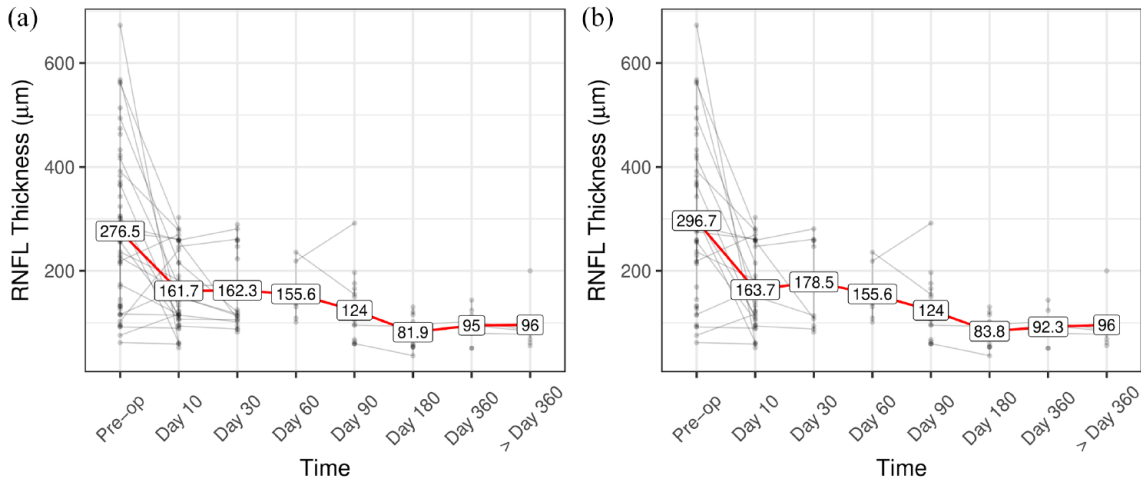 (a)
RNFL Thickness (μm)
600
400
200
276.5
161.7
162.3
155.6
124
81.9
95
96
Pre−op
Day 10
Day 30
Day 60
Day 90
Day 180
Day 360
> Day 360
Time
(b)
RNFL Thickness (μm)
600
400
200
296.7
163.7
178.5
155.6
124
83.8
92.3
96
Pre−op
Day 10
Day 30
Day 60
Day 90
Day 180
Day 360
> Day 360
Time